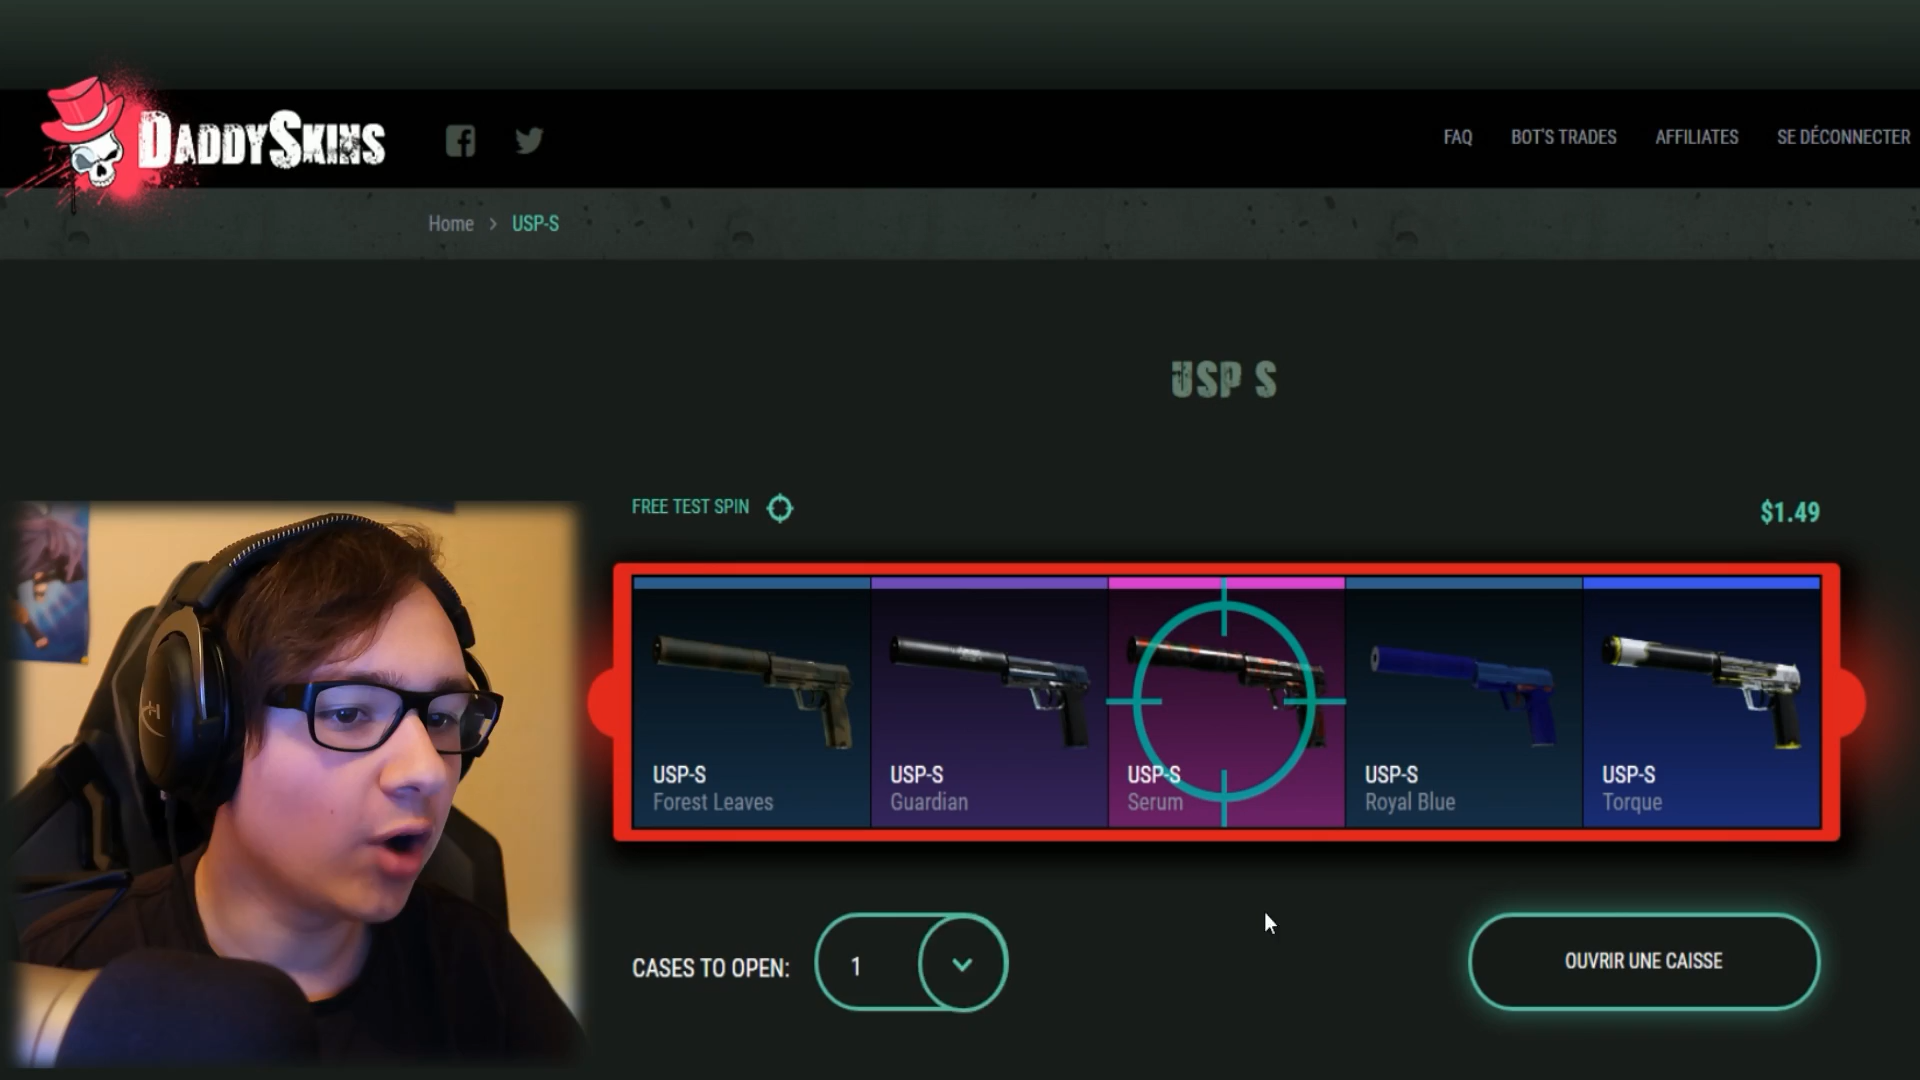 DADDYSKINS
FAQ
BOT'S TRADES
AFFILIATES
SE DÉCONNECTER
Home > USP-S
USP S
FREE TEST SPIN
$1.49
USP-S
Forest Leaves
USP-S
Guardian
USP-S
Serum
USP-S
Royal Blue
USP-S
Torque
CASES TO OPEN:
1
OUVRIR UNE CAISSE